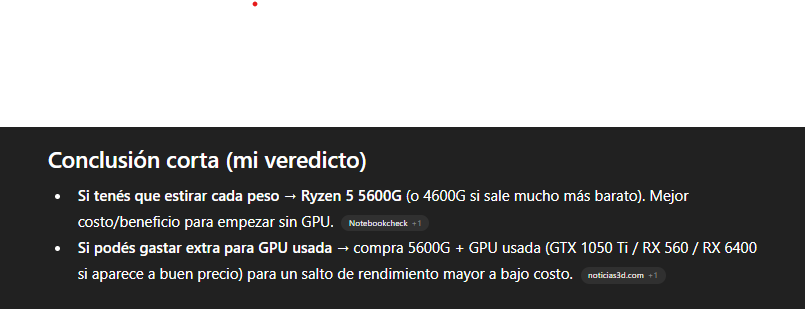 Conclusión corta (mi veredicto)
• Si tenés que estirar cada peso → Ryzen 5 5600G (o 4600G si sale mucho más barato). Mejor
costo/beneficio para empezar sin GPU. Notebookcheck +1
• Si podés gastar extra para GPU usada → compra 5600G + GPU usada (GTX 1050 Ti / RX 560 / RX 6400
si aparece a buen precio) para un salto de rendimiento mayor a bajo costo. noticias3d.com +1